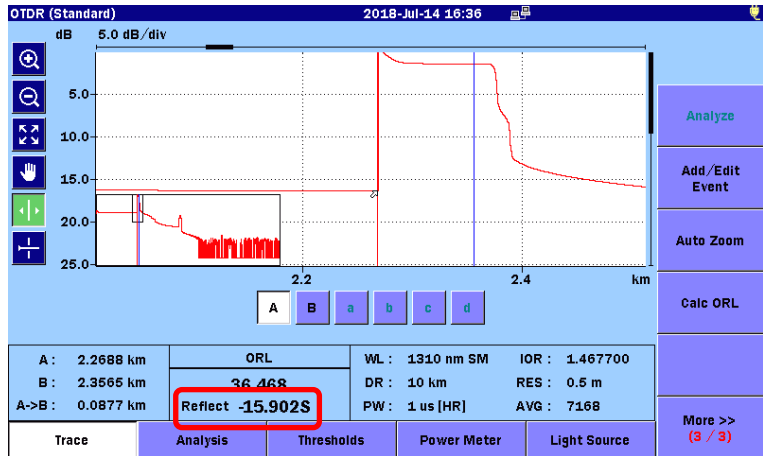 OTDR (Standard) 2018-Jul-14 16:36
dB 5.0 dB/div
5.0
10.0
15.0
20.0
25.0
2.2 2.4 km
A B a b c d
Analyze
Add/Edit
Event
Auto Zoom
Calc ORL
More >>
(3 / 3)
A : 2.2688 km
B : 2.3565 km
A->B : 0.0877 km
ORL
36.468
Reflect -15.902S
WL : 1310 nm SM IOR : 1.467700
DR : 10 km RES : 0.5 m
PW : 1 us [HR] AVG : 7168
Trace Analysis Thresholds Power Meter Light Source